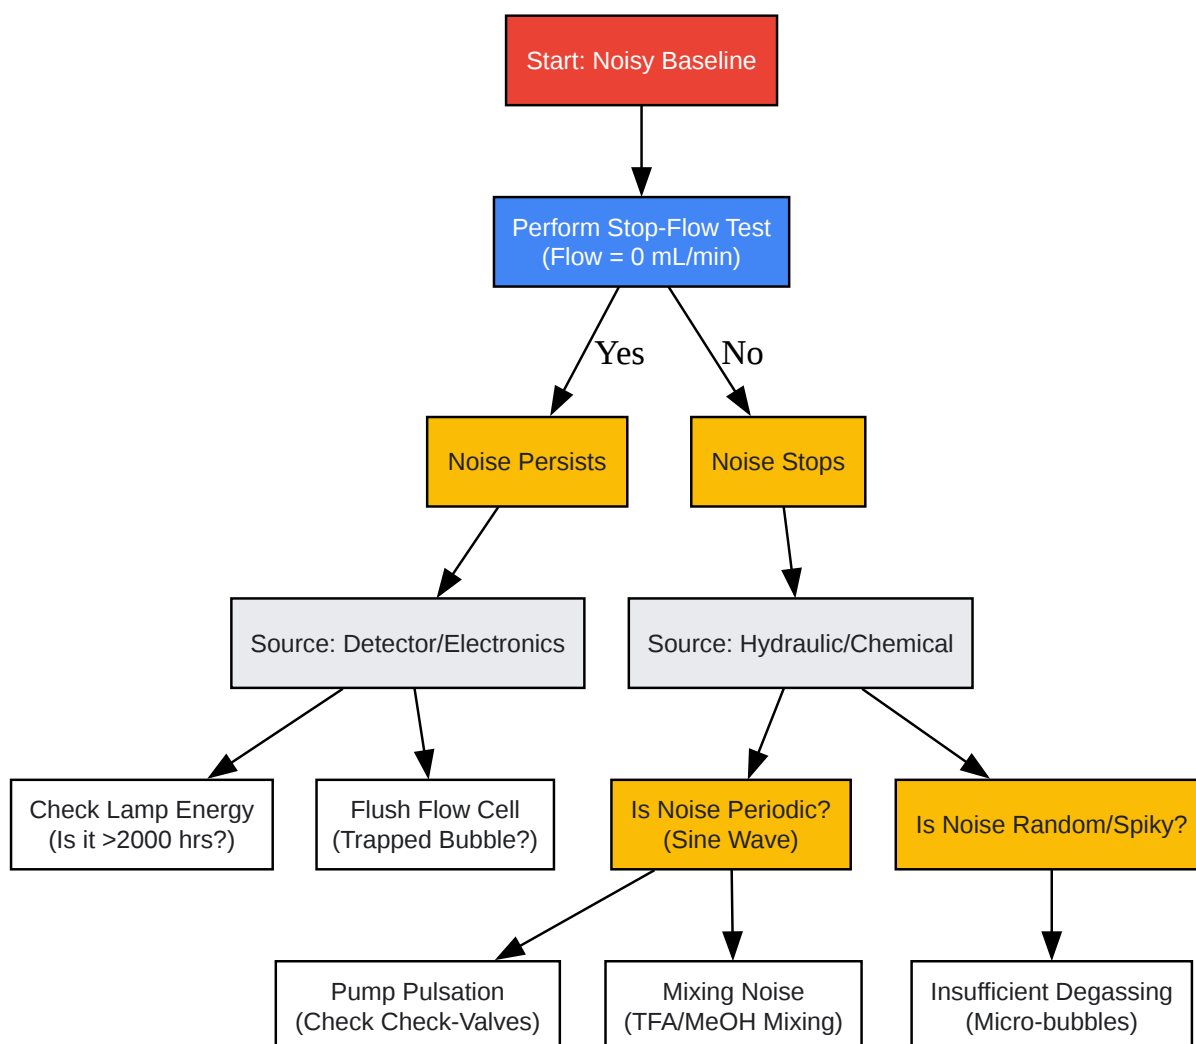 Start: Noisy Baseline
Perform Stop-Flow Test
(Flow = 0 mL/min)
Yes
No
Noise Persists
Noise Stops
Source: Detector/Electronics
Source: Hydraulic/Chemical
Check Lamp Energy
(Is it >2000 hrs?)
Flush Flow Cell
(Trapped Bubble?)
Is Noise Periodic?
(Sine Wave)
Is Noise Random/Spiky?
Pump Pulsation
(Check Check-Valves)
Mixing Noise
(TFA/MeOH Mixing)
Insufficient Degassing
(Micro-bubbles)